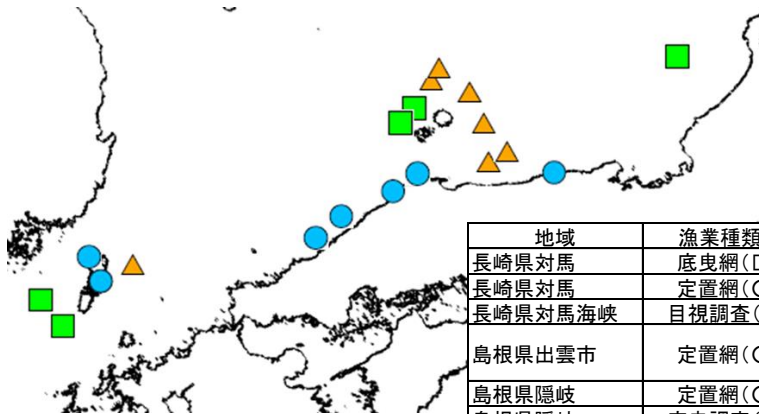 地域 漁業種類
長崎県対馬 底曳網(
長崎県対馬 定置網(
長崎県対馬海峡 目視調査(
島根県出雲市 定置網(
島根県隠岐 定置網(